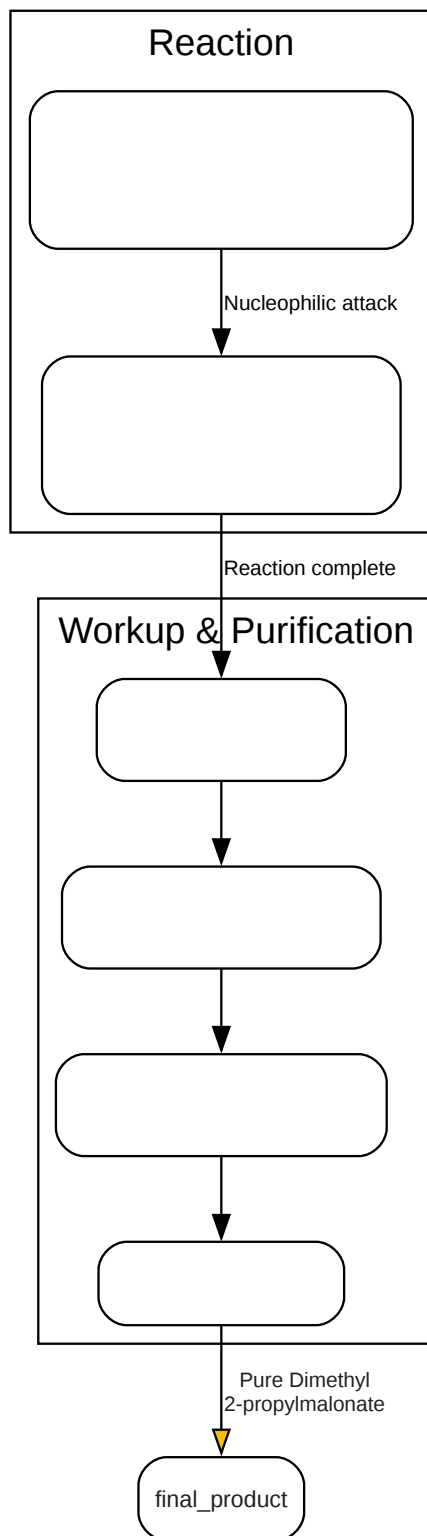 Reaction
Nucleophilic attack
Reaction complete
Workup & Purification
Pure Dimethyl
2-propylmalonate
final_product